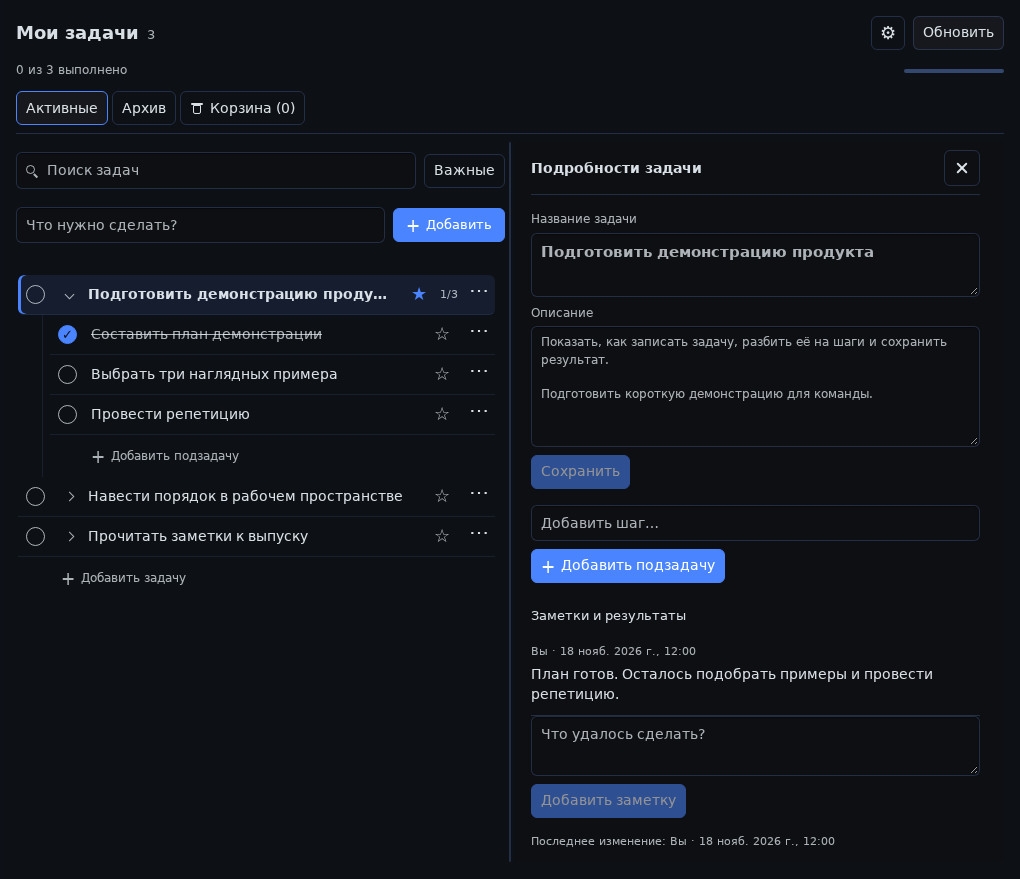 Мои задачи 3
Обновить
0 из 3 выполнено
Активные
Архив
Корзина (0)
Поиск задач
Важные
Что нужно сделать?
+ Добавить
Подготовить демонстрацию проду... 1/3
Составить план демонстрации
Выбрать три наглядных примера
Провести репетицию
+ Добавить подзадачу
Навести порядок в рабочем пространстве
Прочитать заметки к выпуску
+ Добавить задачу
Подробности задачи
Название задачи
Подготовить демонстрацию продукта
Описание
Показать, как записать задачу, разбить её на шаги и сохранить
результат.
Подготовить короткую демонстрацию для команды.
Сохранить
Добавить шаг...
+ Добавить подзадачу
Заметки и результаты
Вы · 18 нояб. 2026 г., 12:00
План готов. Осталось подобрать примеры и провести
репетицию.
Что удалось сделать?
Добавить заметку
Последнее изменение: Вы · 18 нояб. 2026 г., 12:00